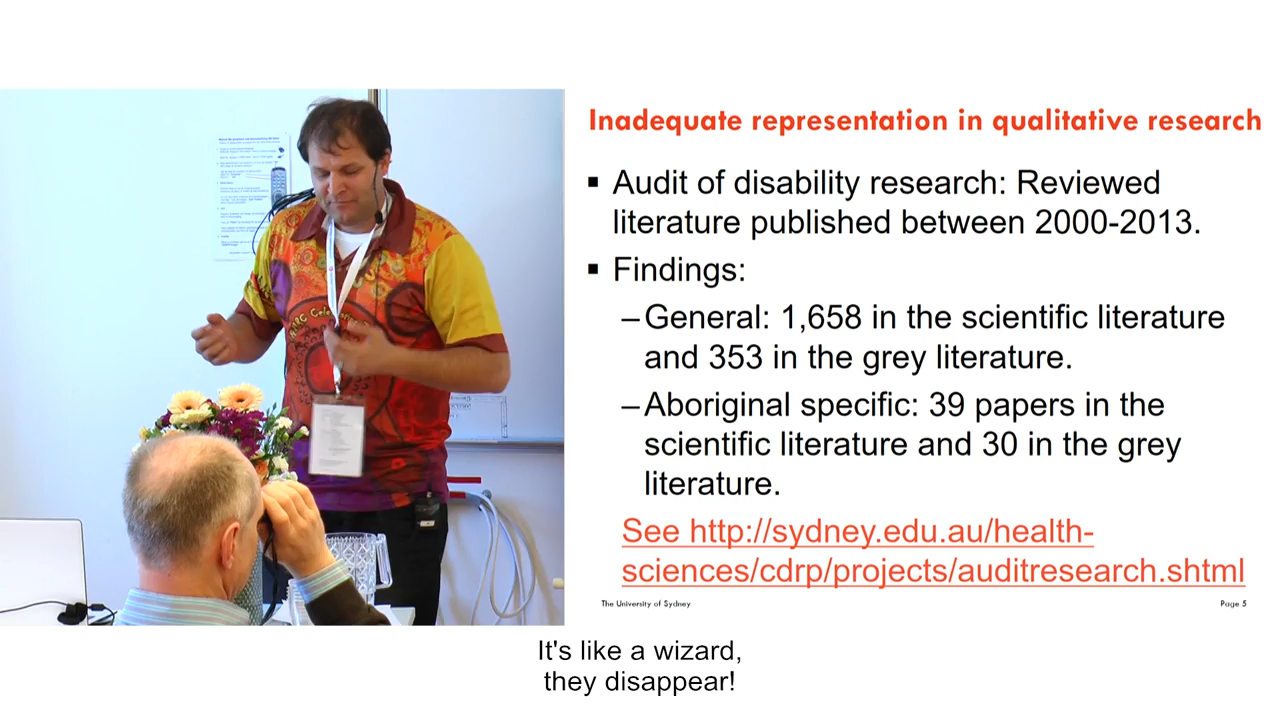 Inadequate representation in qualitative research
▪ Audit of disability research: Reviewed
literature published between 2000-2013.
▪ Findings:
–General: 1,658 in the scientific literature
and 353 in the grey literature.
–Aboriginal specific: 39 papers in the
scientific literature and 30 in the grey
literature.
See http://sydney.edu.au/health-
sciences/cdrp/projects/auditresearch.shtml
The University of Sydney
Page 5
It's like a wizard,
they disappear!